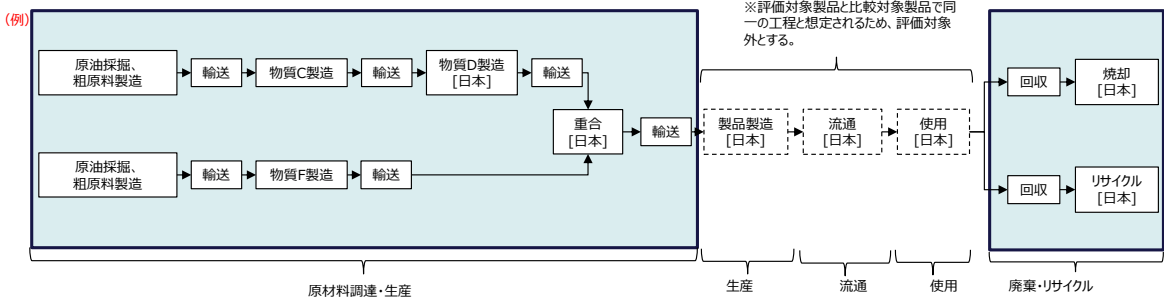 (例)
※評価対象製品と比較対象製品で同
一の工程と想定されるため、評価対象
外とする。
原油採掘、
粗原料製造
輸送
物質C製造
輸送
物質D製造
[日本]
輸送
重合
[日本]
輸送
製品製造
[日本]
流通
[日本]
使用
[日本]
回収
焼却
[日本]
原油採掘、
粗原料製造
輸送
物質F製造
輸送
回収
リサイクル
[日本]
原材料調達・生産
生産
流通
使用
廃棄・リサイクル